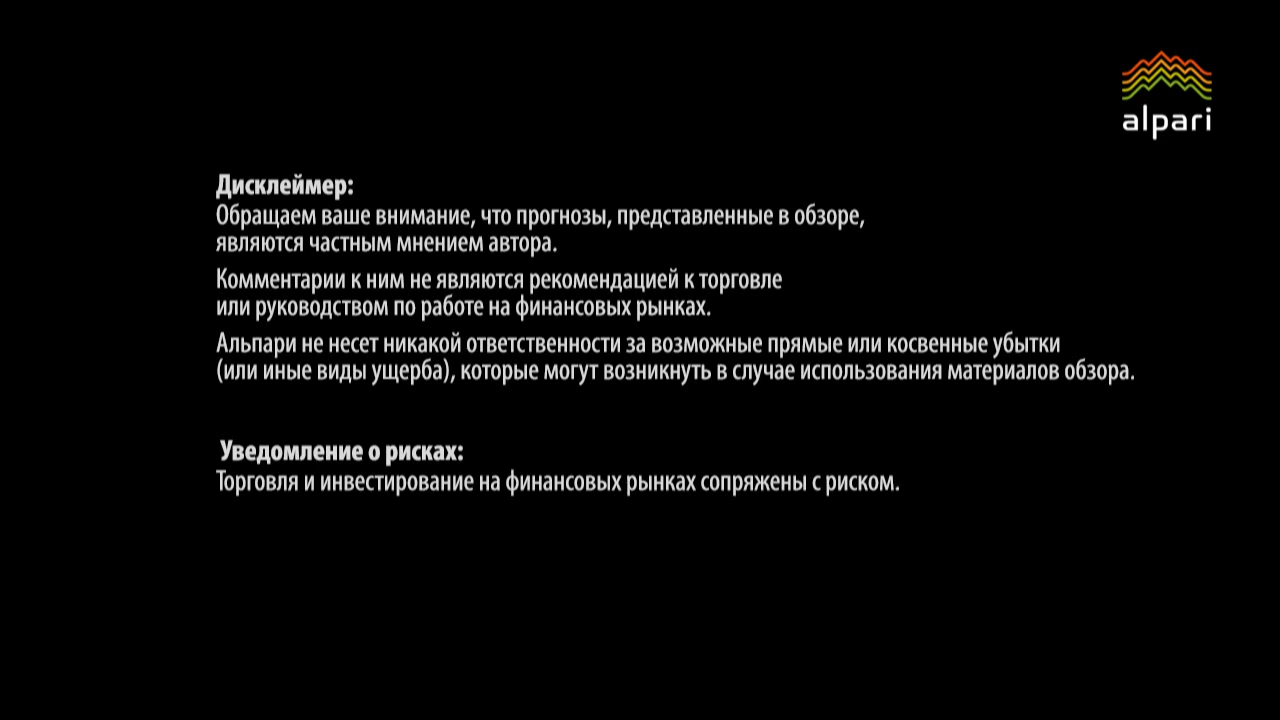 alpari
Дисклеймер:
Обращаем ваше внимание, что прогнозы, представленные в обзоре,
являются частным мнением автора.
Комментарии к ним не являются рекомендацией к торговле
или руководством по работе на финансовых рынках.
Альпари не несет никакой ответственности за возможные прямые или косвенные убытки
(или иные виды ущерба), которые могут возникнуть в случае использования материалов обзора.
Уведомление о рисках:
Торговля и инвестирование на финансовых рынках сопряжены с риском.